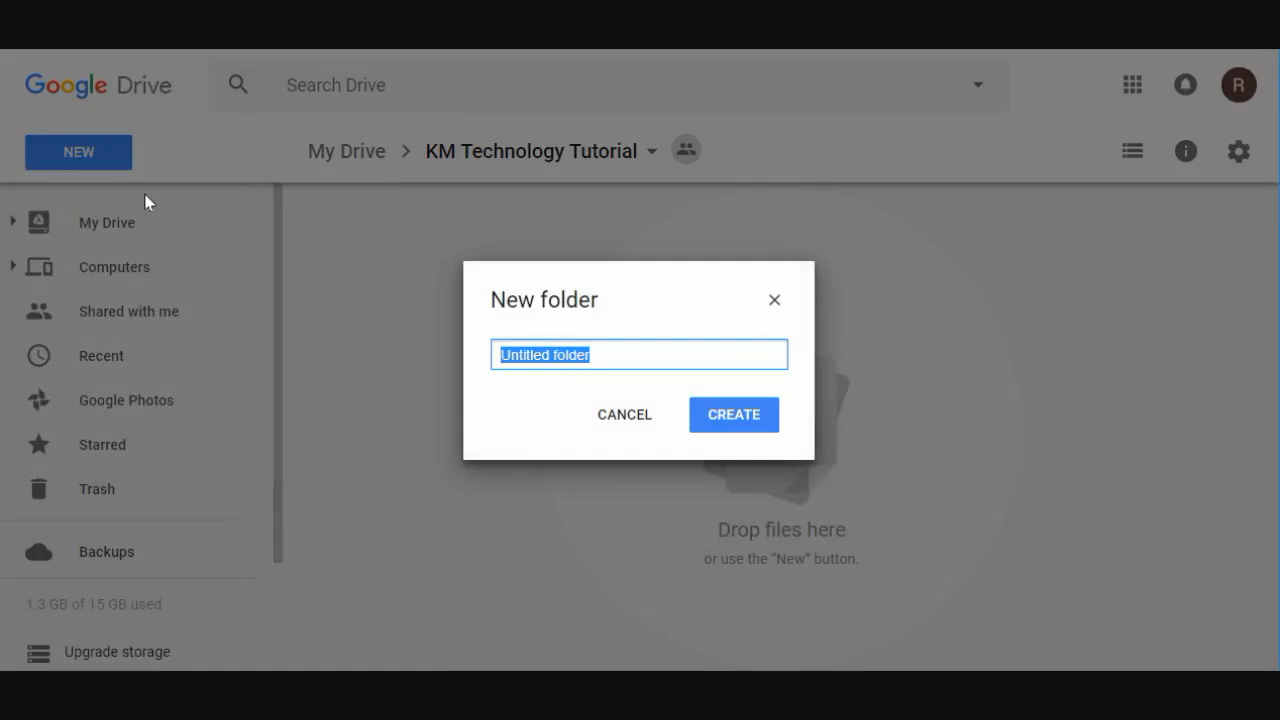 Google Drive
Search Drive
R
NEW
My Drive > KM Technology Tutorial
My Drive
Computers
Shared with me
Recent
Google Photos
Starred
Trash
Backups
1.3 GB of 15 GB used
Upgrade storage
New folder
Untitled folder
CANCEL
CREATE
Drop files here
or use the “New” button.